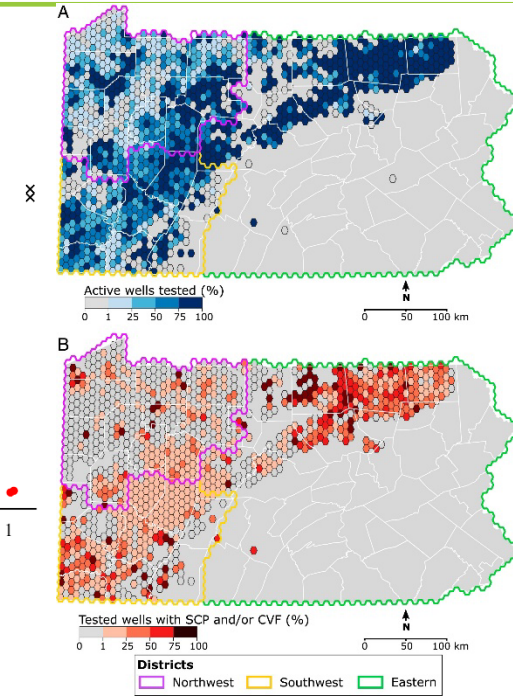 A
Active wells tested (%)
0 1 25 50 75 100
N
0 50 100 km
B
1
Tested wells with SCP and/or CVF (%)
0 1 25 50 75 100
N
0 50 100 km
Districts
Northwest Southwest Eastern